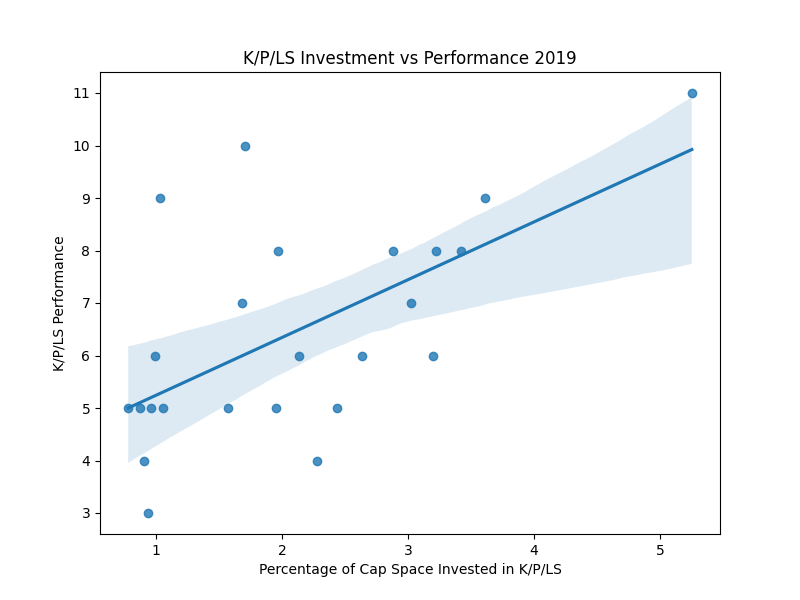 K/P/LS Investment vs Performance 2019
11
10
9
8
7
6
5
4
3
K/P/LS Performance
1 2 3 4 5
Percentage of Cap Space Invested in K/P/LS